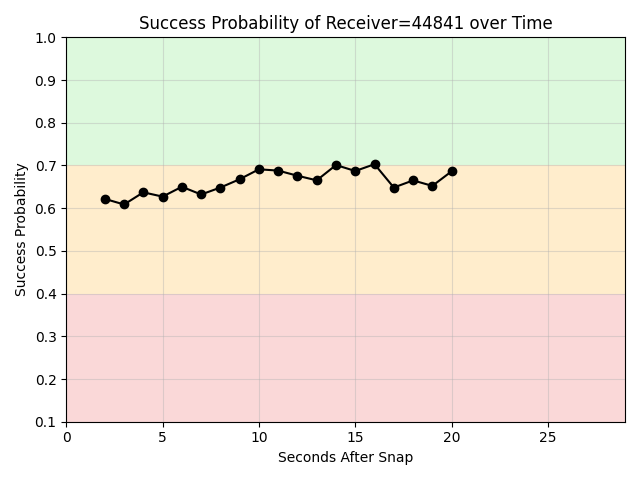 Success Probability of Receiver=44841 over Time
1.0
0.9
0.8
0.7
0.6
0.5
0.4
0.3
0.2
0.1
Success Probability
0 5 10 15 20 25
Seconds After Snap